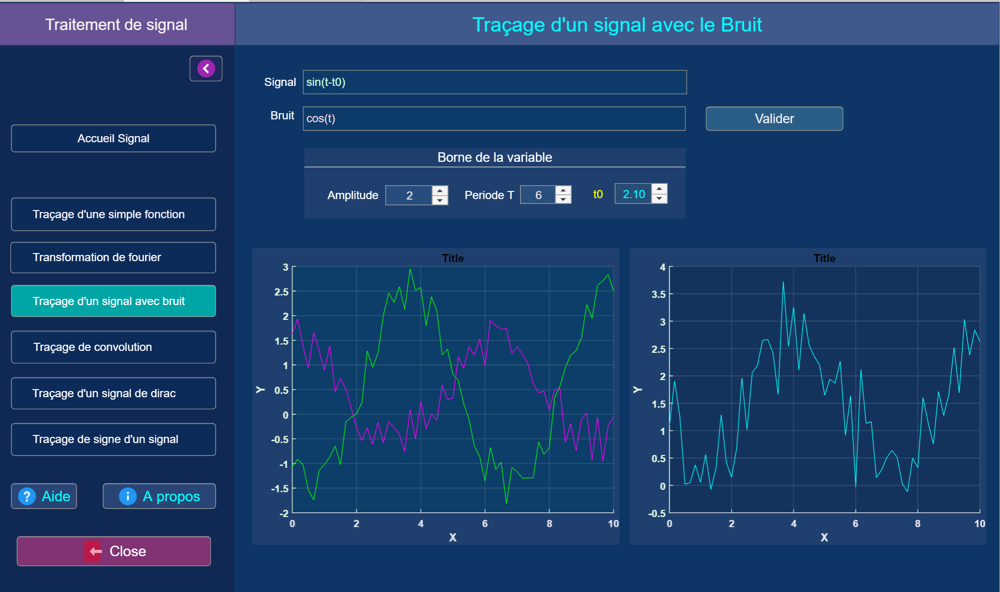 Traitement de signal
Traçage d'un signal avec le Bruit
Signal sin(t-t0)
Bruit cos(t)
Valider
Borne de la variable
Amplitude 2 Periode T 6 t0 2.10
Accueil Signal
Traçage d'une simple fonction
Transformation de fourier
Traçage d'un signal avec bruit
Traçage de convolution
Traçage d'un signal de dirac
Traçage de signe d'un signal
? Aide
i A propos
Close
Title
3
2.5
2
1.5
1
0.5
0
-0.5
-1
-1.5
-2
Y
0 2 4 6 8 10
X
Title
4
3.5
3
2.5
2
1.5
1
0.5
0
-0.5
Y
0 2 4 6 8 10
X